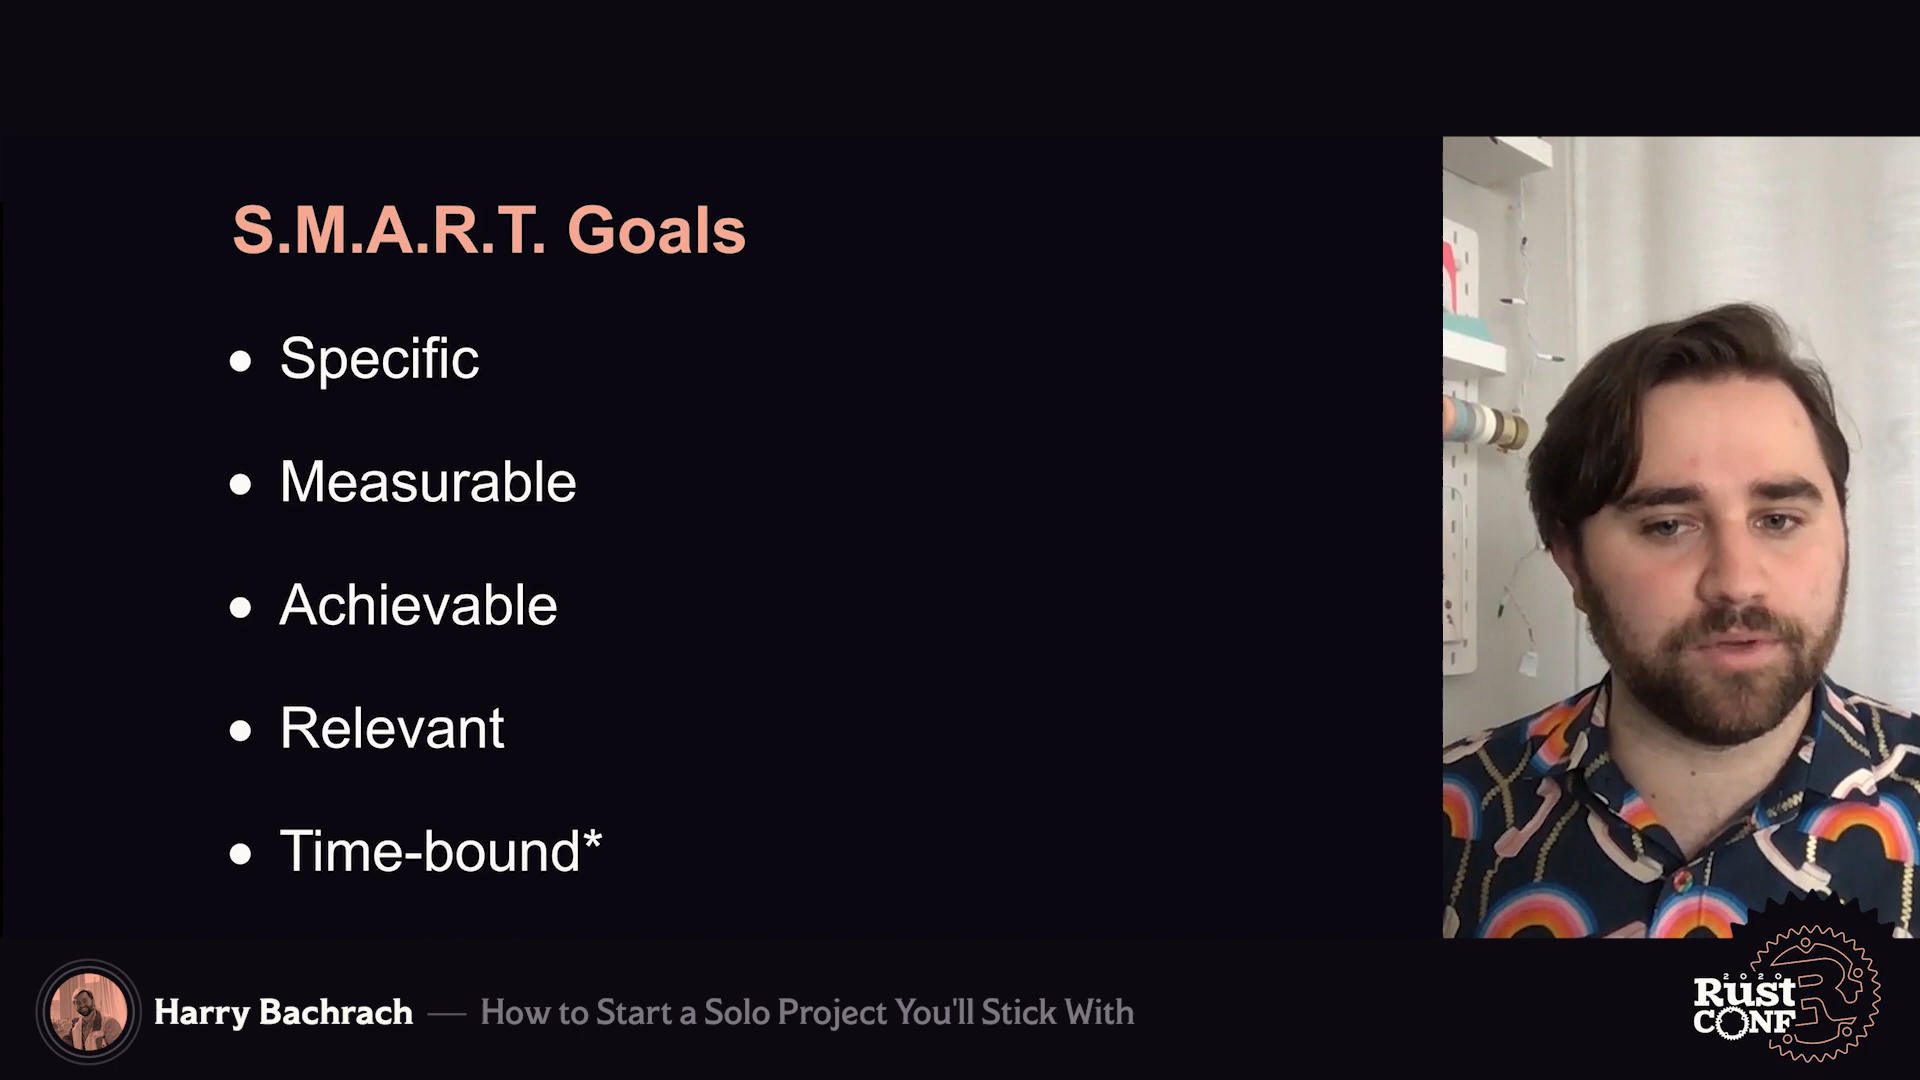 S.M.A.R.T. Goals
• Specific
• Measurable
• Achievable
• Relevant
• Time-bound*
Harry Bachrach — How to Start a Solo Project You'll Stick With
2020
Rust
CONF
R